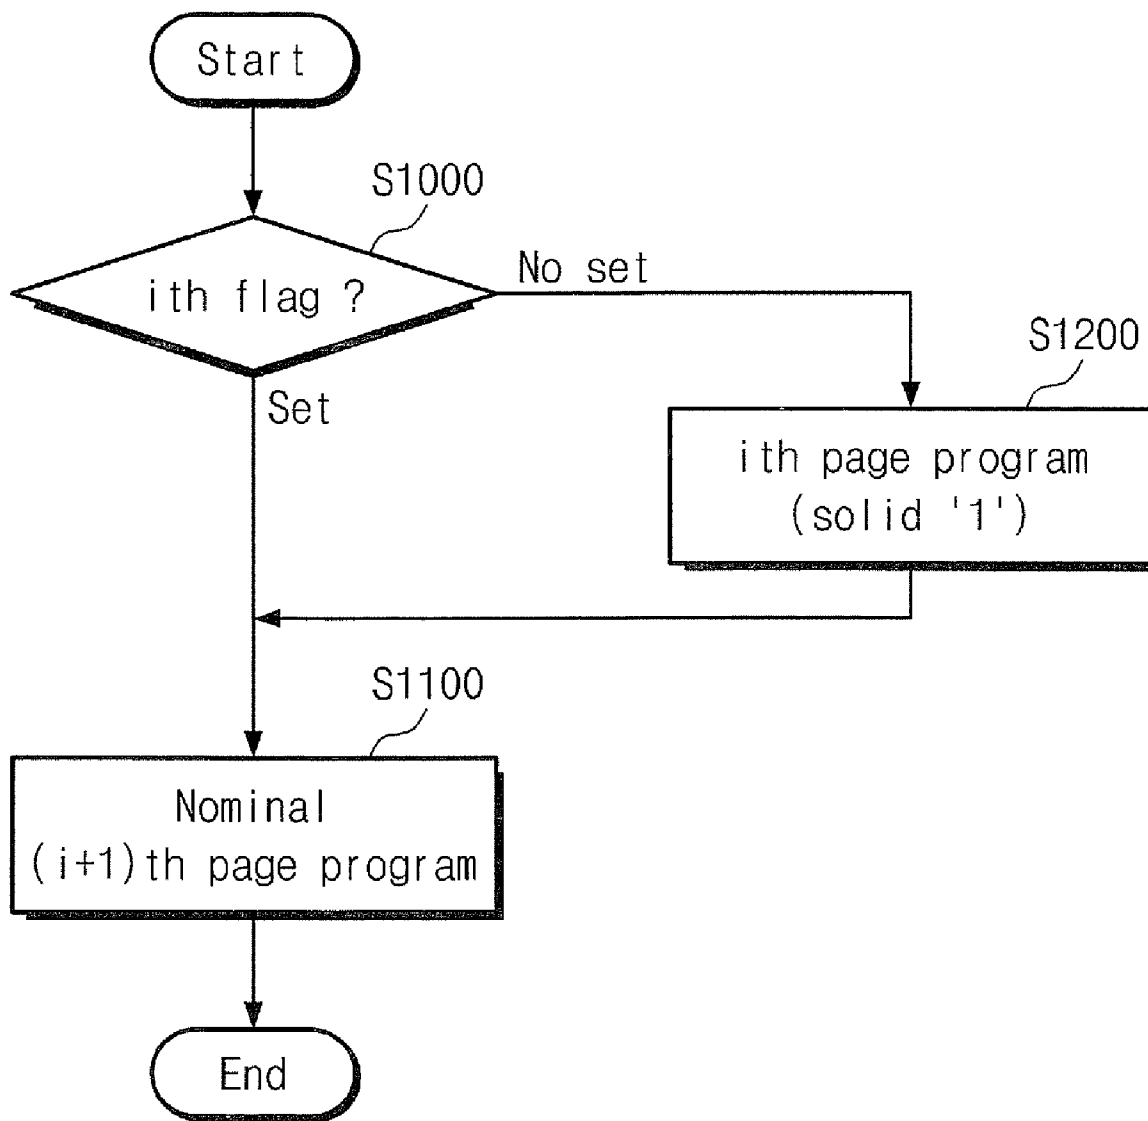 Start
S1000
ith flag ?
No set
Set
S1200
ith page program
(solid '1')
S1100
Nominal
(i+1)th page program
End